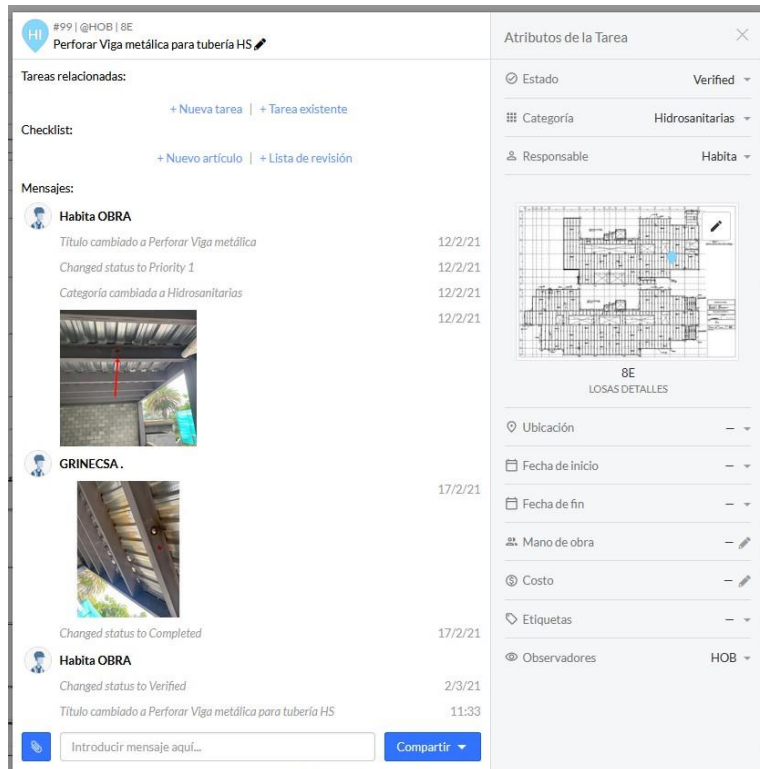 HI
#99 | @HOB | 8E
Perforar Viga metálica para tubería HS
Tareas relacionadas:
+ Nueva tarea | + Tarea existente
Checklist:
+ Nuevo artículo | + Lista de revisión
Mensajes:
Habita OBRA
Título cambiado a Perforar Viga metálica 12/2/21
Changed status to Priority 1 12/2/21
Categoría cambiada a Hidrosanitarias 12/2/21
12/2/21
GRINECSA .
17/2/21
Changed status to Completed 17/2/21
Habita OBRA
Changed status to Verified 2/3/21
Título cambiado a Perforar Viga metálica para tubería HS 11:33
Introducir mensaje aquí...
Compartir
Atributos de la Tarea
Estado Verified
Categoría Hidrosanitarias
Responsable Habita
8E
LOSAS DETALLES
Ubicación –
Fecha de inicio –
Fecha de fin –
Mano de obra –
Costo –
Etiquetas –
Observadores HOB